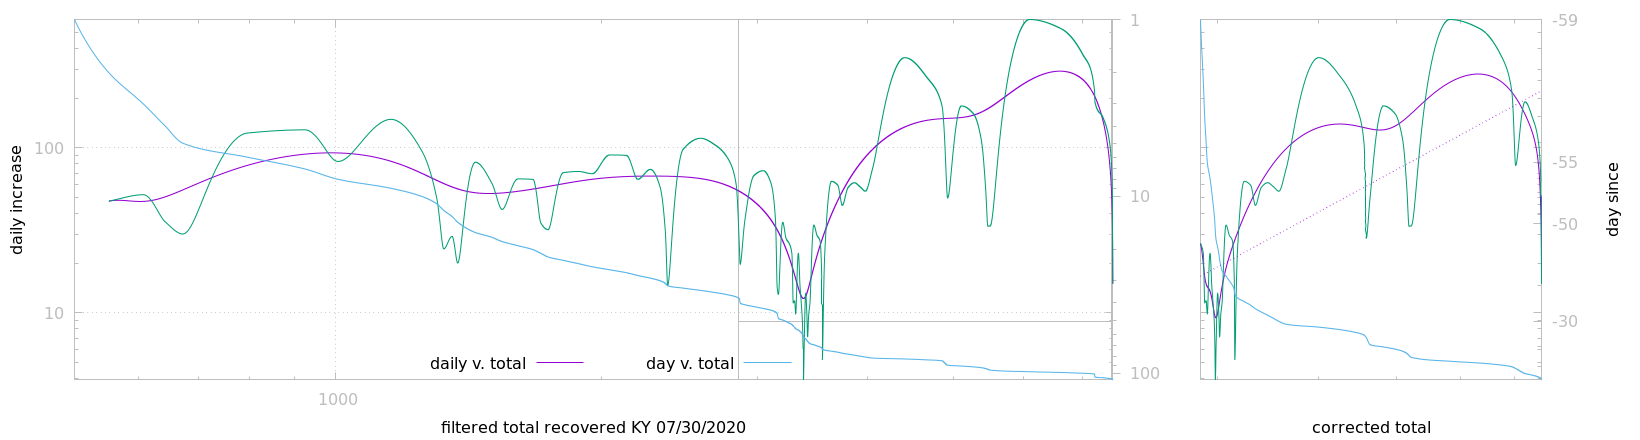 daily increase
100
10
1000
filtered total recovered KY 07/30/2020
daily v. total
day v. total
1
10
100
-59
-55
-50
-30
day since
corrected total